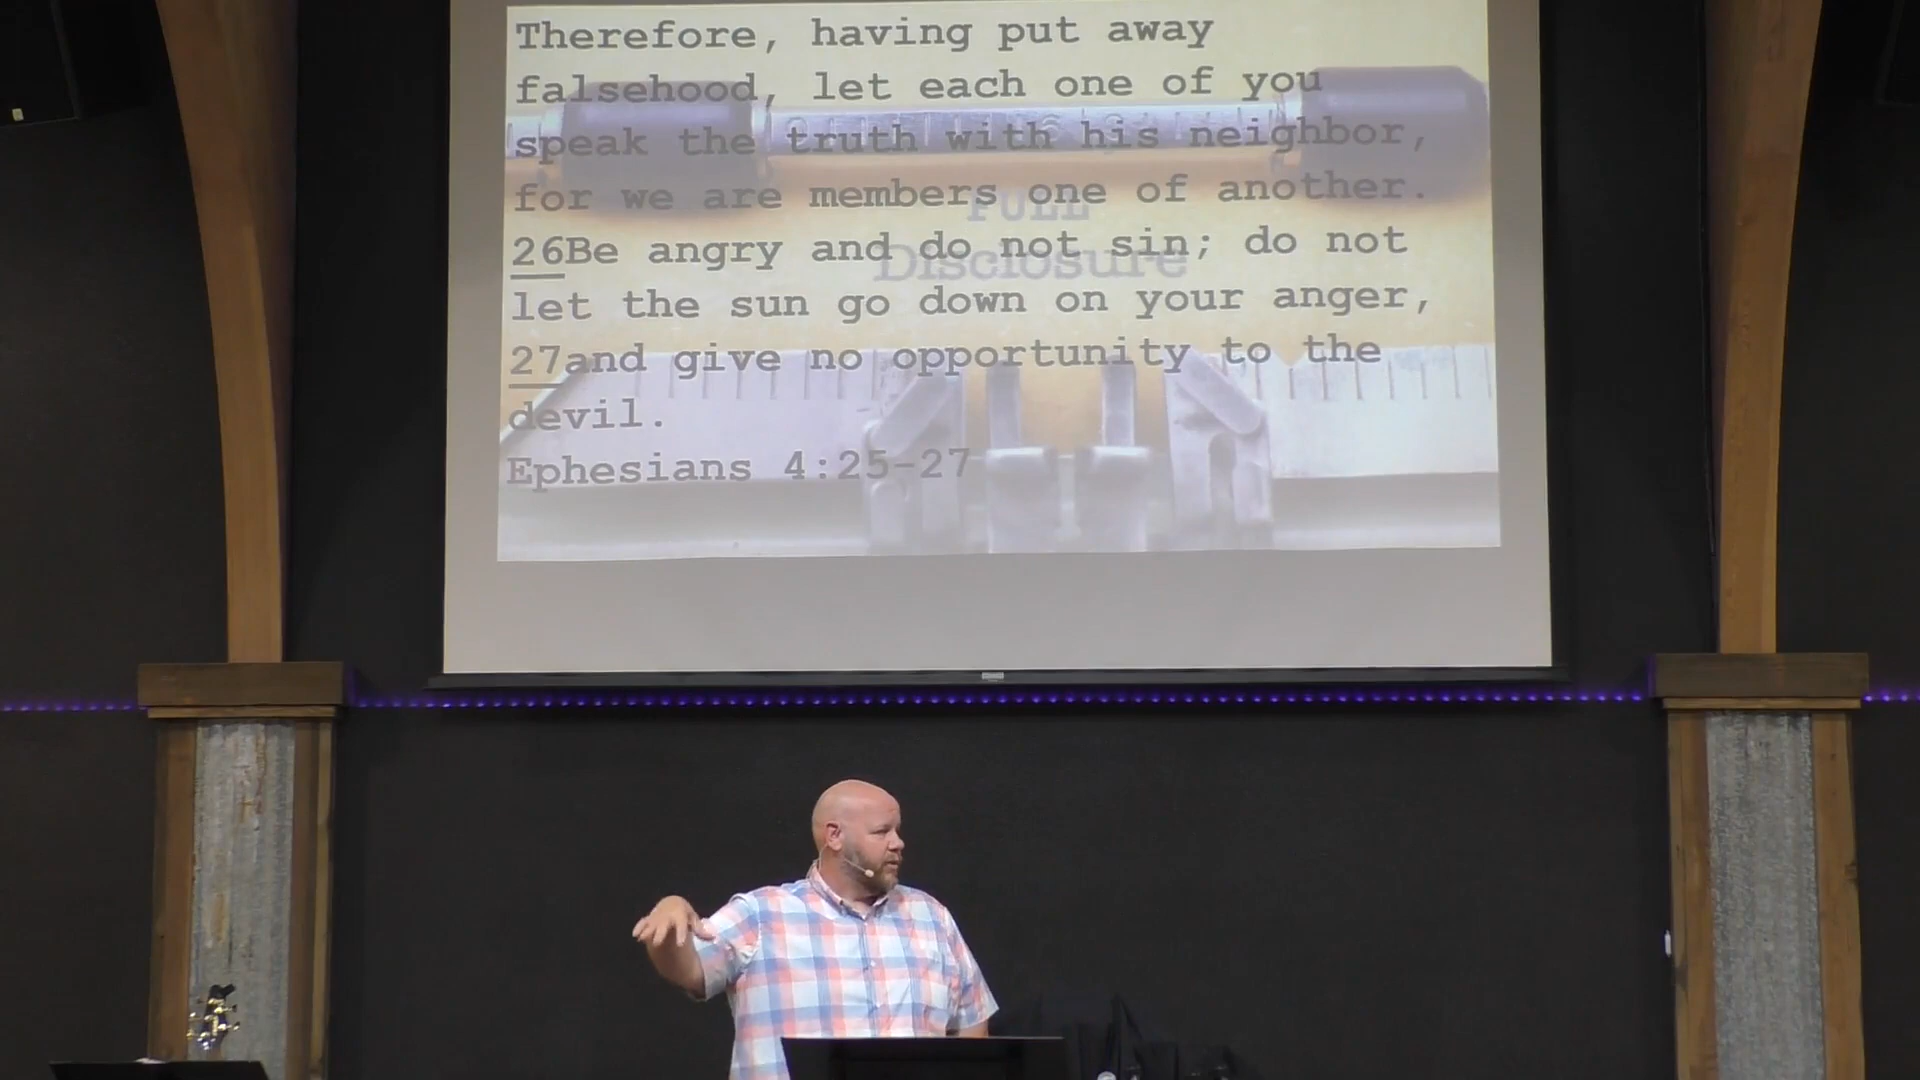 Therefore, having put away
falsehood, let each one of you
speak the truth with his neighbor,
for we are members one of another.
26Be angry and do not sin; do not
let the sun go down on your anger,
27and give no opportunity to the
devil.
Ephesians 4:25-27
FULL
Disclosure